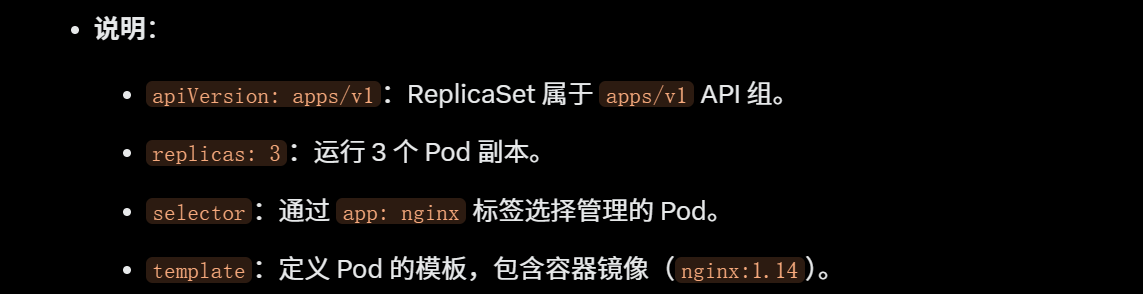 说明：
apiVersion: apps/v1：ReplicaSet 属于 apps/v1 API 组。
replicas: 3：运行 3 个 Pod 副本。
selector：通过 app: nginx 标签选择管理的 Pod。
template：定义 Pod 的模板，包含容器镜像（nginx:1.14）。